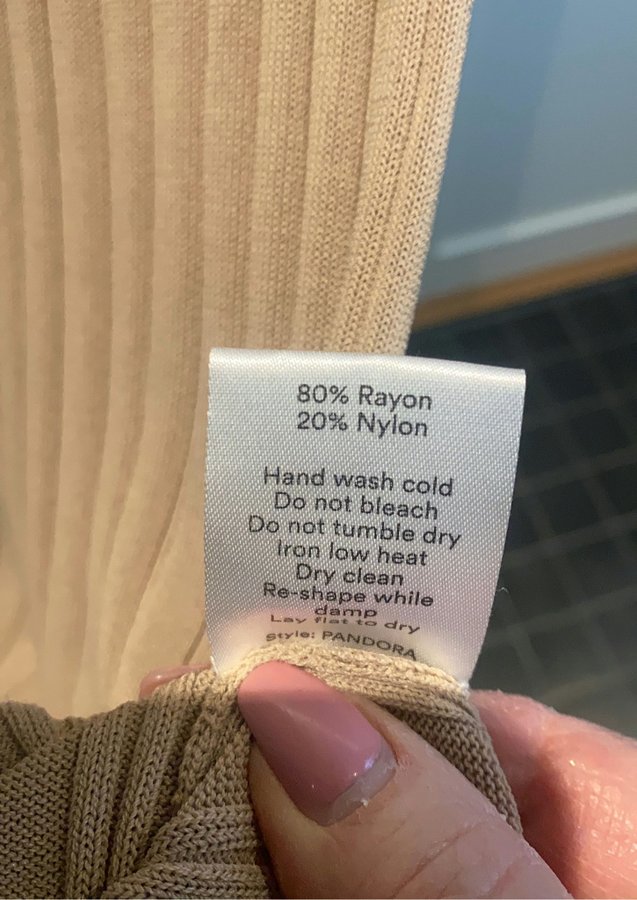 80% Rayon
20% Nylon
Hand wash cold
Do not bleach
Do not tumble dry
Iron low heat
Dry clean
Re-shape while
damp
Lay flat to dry
Style: PANDORA